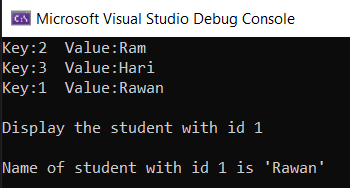 Microsoft Visual Studio Debug Console
Key:2  Value:Ram
Key:3  Value:Hari
Key:1  Value:Rawan
Display the student with id 1
Name of student with id 1 is 'Rawan'